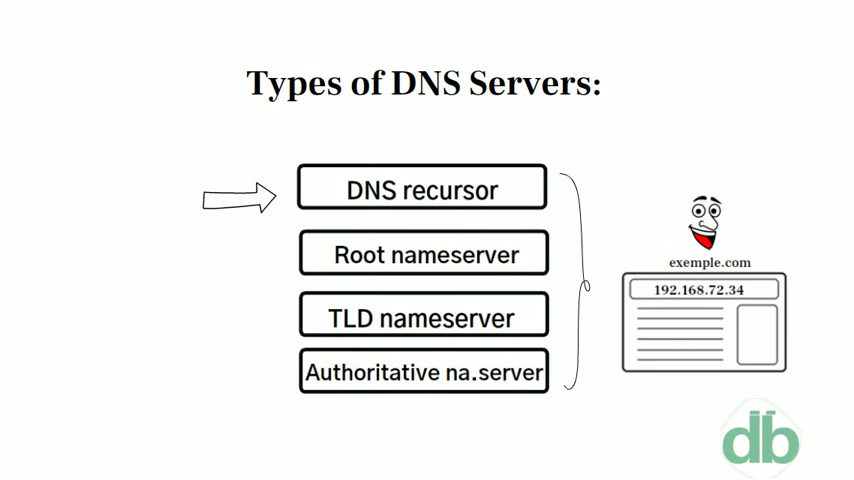 Types of DNS Servers:
DNS recursor
Root nameserver
TLD nameserver
Authoritative na.server
exemple.com
192.168.72.34
db